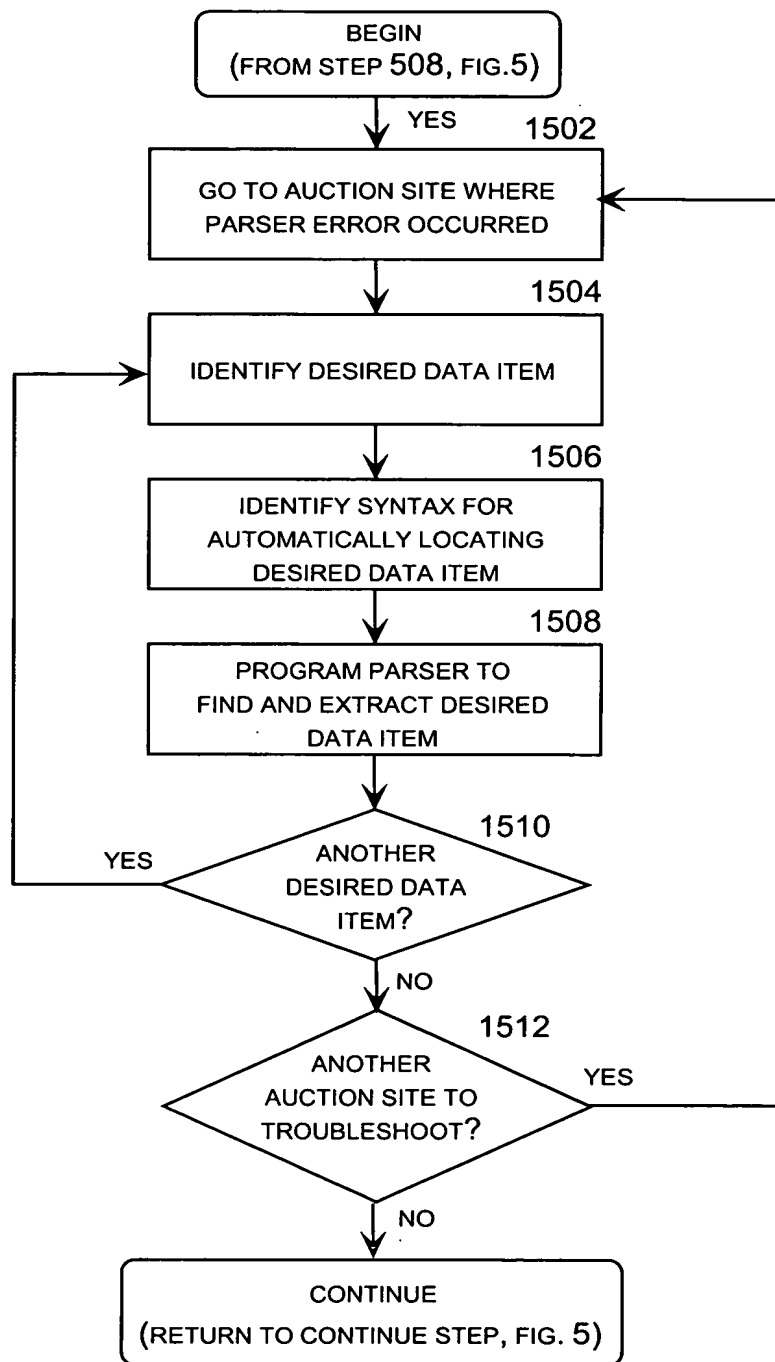 BEGIN
(FROM STEP 508, FIG.5)
YES
1502
GO TO AUCTION SITE WHERE
PARSER ERROR OCCURRED
1504
IDENTIFY DESIRED DATA ITEM
1506
IDENTIFY SYNTAX FOR
AUTOMATICALLY LOCATING
DESIRED DATA ITEM
1508
PROGRAM PARSER TO
FIND AND EXTRACT DESIRED
DATA ITEM
1510
YES
ANOTHER
DESIRED DATA
ITEM?
NO
1512
ANOTHER
AUCTION SITE TO
TROUBLESHOOT?
YES
NO
CONTINUE
(RETURN TO CONTINUE STEP, FIG. 5)